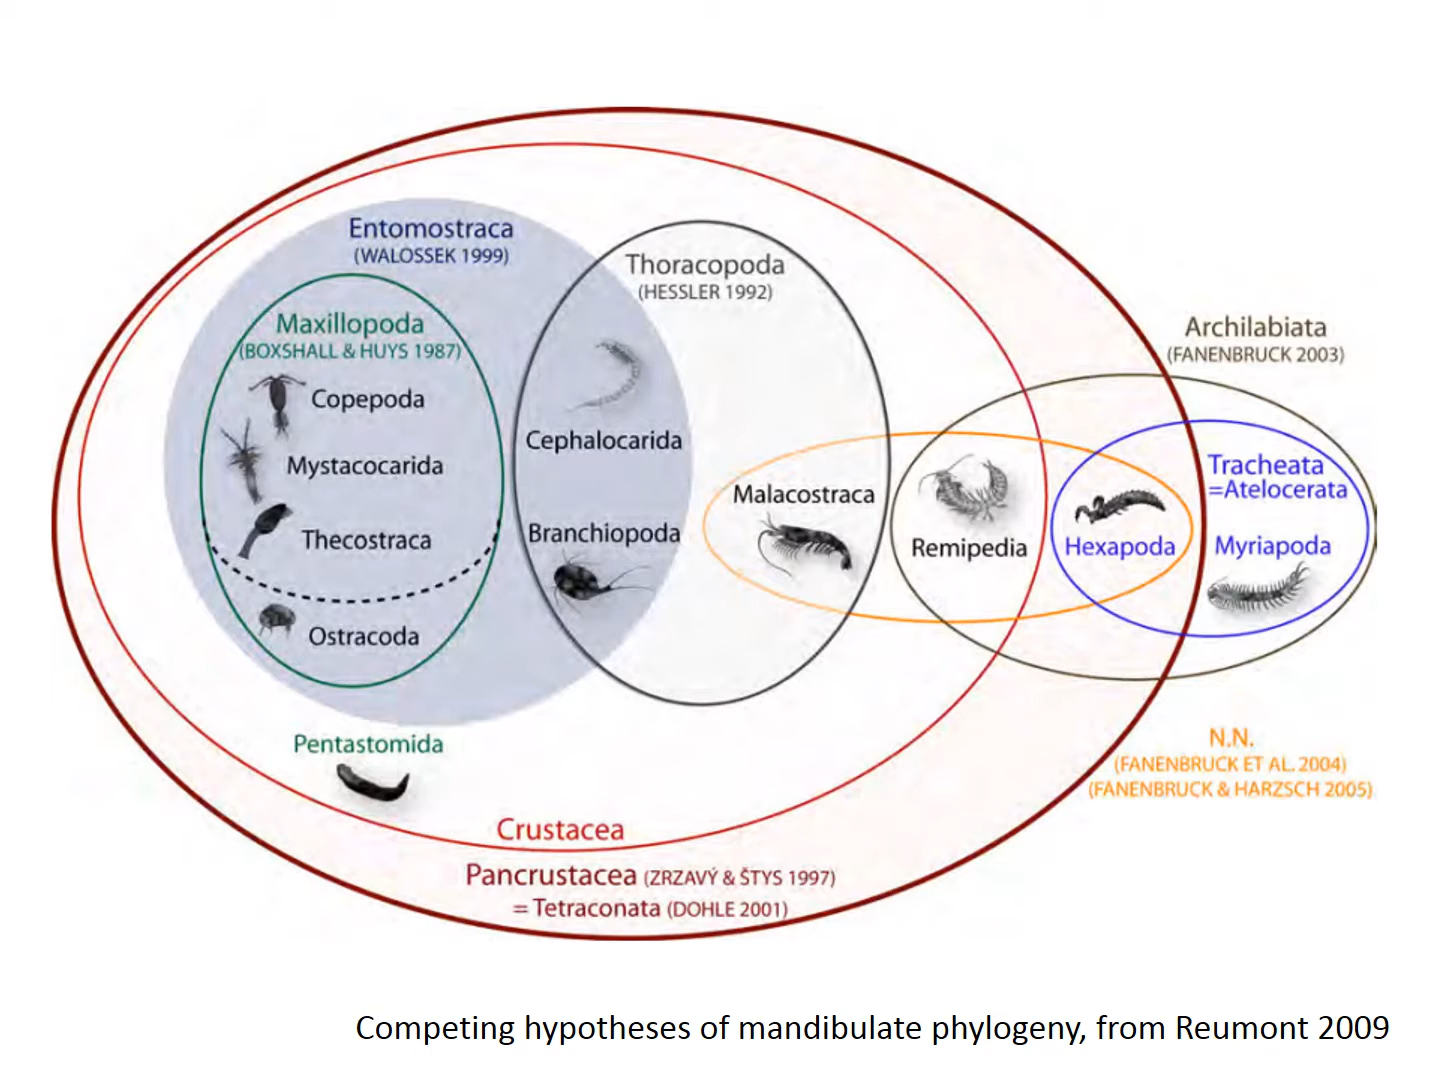 Entomostraca
(WALOSSEK 1999)
Thoracopoda
(HESSLER 1992)
Maxillopoda
(BOXSHALL & HUYS 1987)
Archilabiata
(FANENBRUCK 2003)
Copepoda
Cephalocarida
Mystacocarida
Tracheata
=Atelocerata
Malacostraca
Branchiopoda
Thecostraca
Remipedia
Hexapoda
Myriapoda
Ostracoda
Pentastomida
N.N.
(FANENBRUCK ET AL. 2004)
(FANENBRUCK & HARZSCH 2005)
Crustacea
Pancrustacea (ZRZAVÝ & ŠTYS 1997)
= Tetraconata (DOHLE 2001)
Competing hypotheses of mandibulate phylogeny, from Reumont 2009